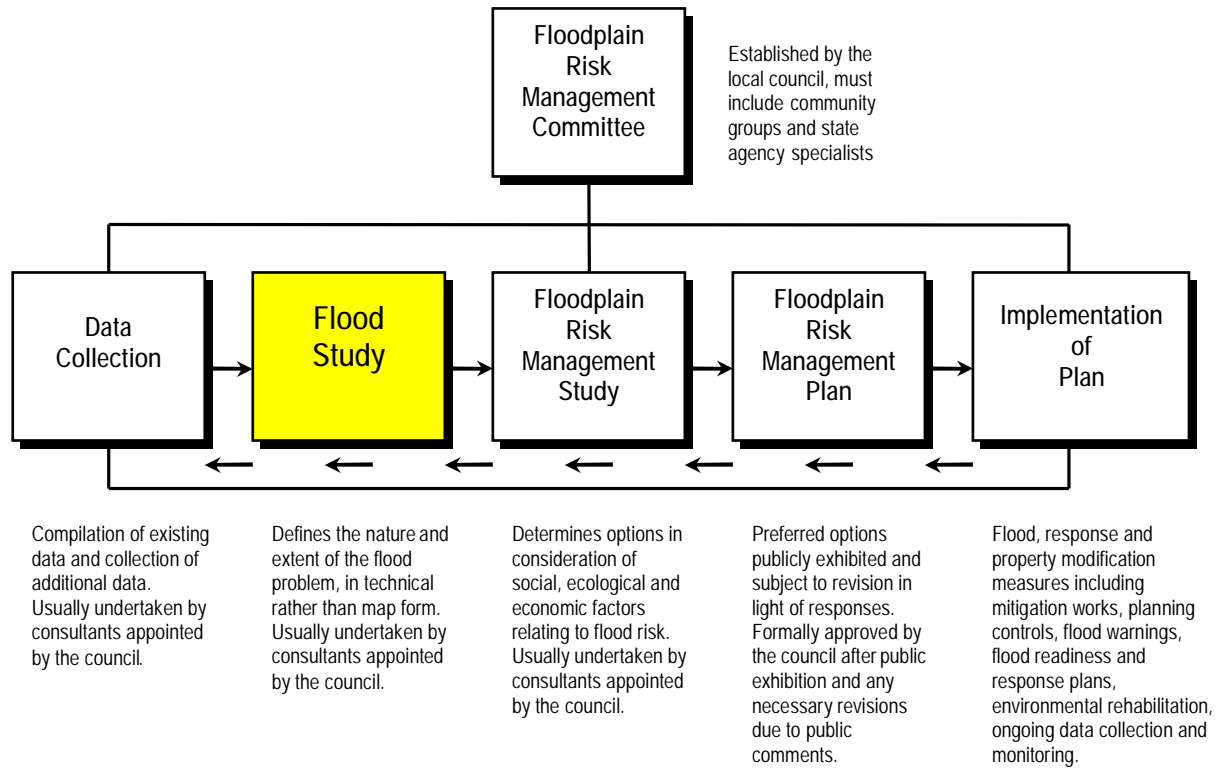 Floodplain
Risk
Management
Committee
Established by the
local council, must
include community
groups and state
agency specialists
Data
Collection
Flood
Study
Floodplain
Risk
Management
Study
Floodplain
Risk
Management
Plan
Implementation
of
Plan
Compilation of existing
data and collection of
additional data.
Usually undertaken by
consultants appointed
by the council.
Defines the nature and
extent of the flood
problem, in technical
rather than map form.
Usually undertaken by
consultants appointed
by the council.
Determines options in
consideration of
social, ecological and
economic factors
relating to flood risk.
Usually undertaken by
consultants appointed
by the council.
Preferred options
publicly exhibited and
subject to revision in
light of responses.
Formally approved by
the council after public
exhibition and any
necessary revisions
due to public
comments.
Flood, response and
property modification
measures including
mitigation works, planning
controls, flood warnings,
flood readiness and
response plans,
environmental rehabilitation,
ongoing data collection and
monitoring.